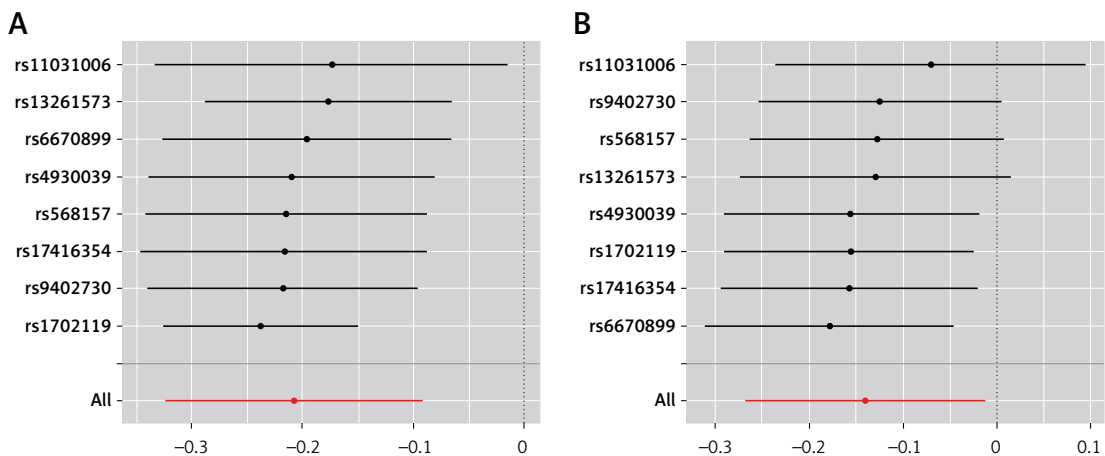 A
rs11031006
rs13261573
rs6670899
rs4930039
rs568157
rs17416354
rs9402730
rs1702119
All
−0.3 −0.2 −0.1 0
B
rs11031006
rs9402730
rs568157
rs13261573
rs4930039
rs1702119
rs17416354
rs6670899
All
−0.3 −0.2 −0.1 0 0.1